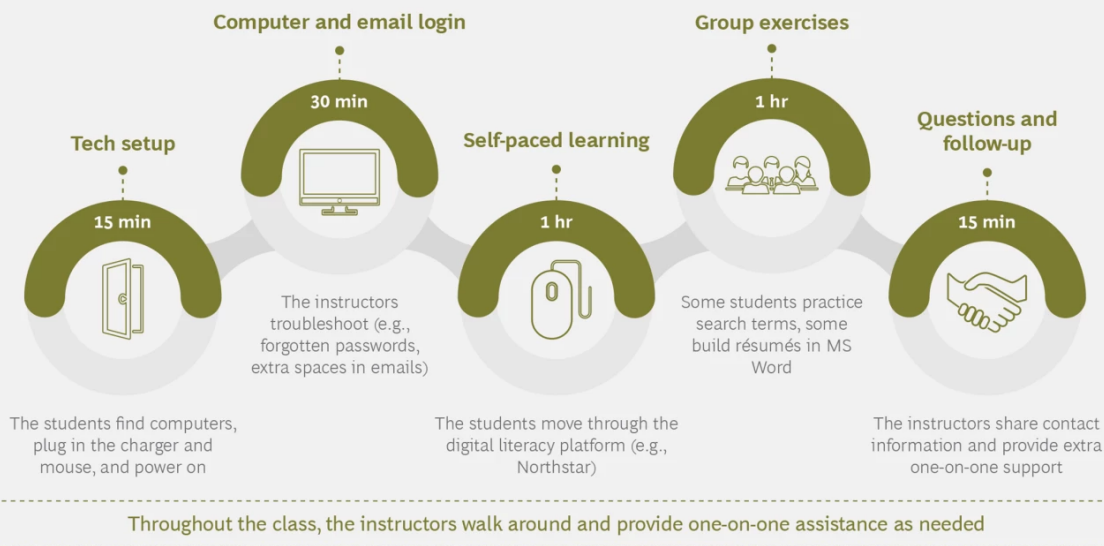 Tech setup
15 min
The students find computers,
plug in the charger and
mouse, and power on
Computer and email login
30 min
The instructors
troubleshoot (e.g.,
forgotten passwords,
extra spaces in emails)
Self-paced learning
1 hr
The students move through the
digital literacy platform (e.g.,
Northstar)
Group exercises
1 hr
Some students practice
search terms, some
build résumés in MS
Word
Questions and
follow-up
15 min
The instructors share contact
information and provide extra
one-on-one support
Throughout the class, the instructors walk around and provide one-on-one assistance as needed